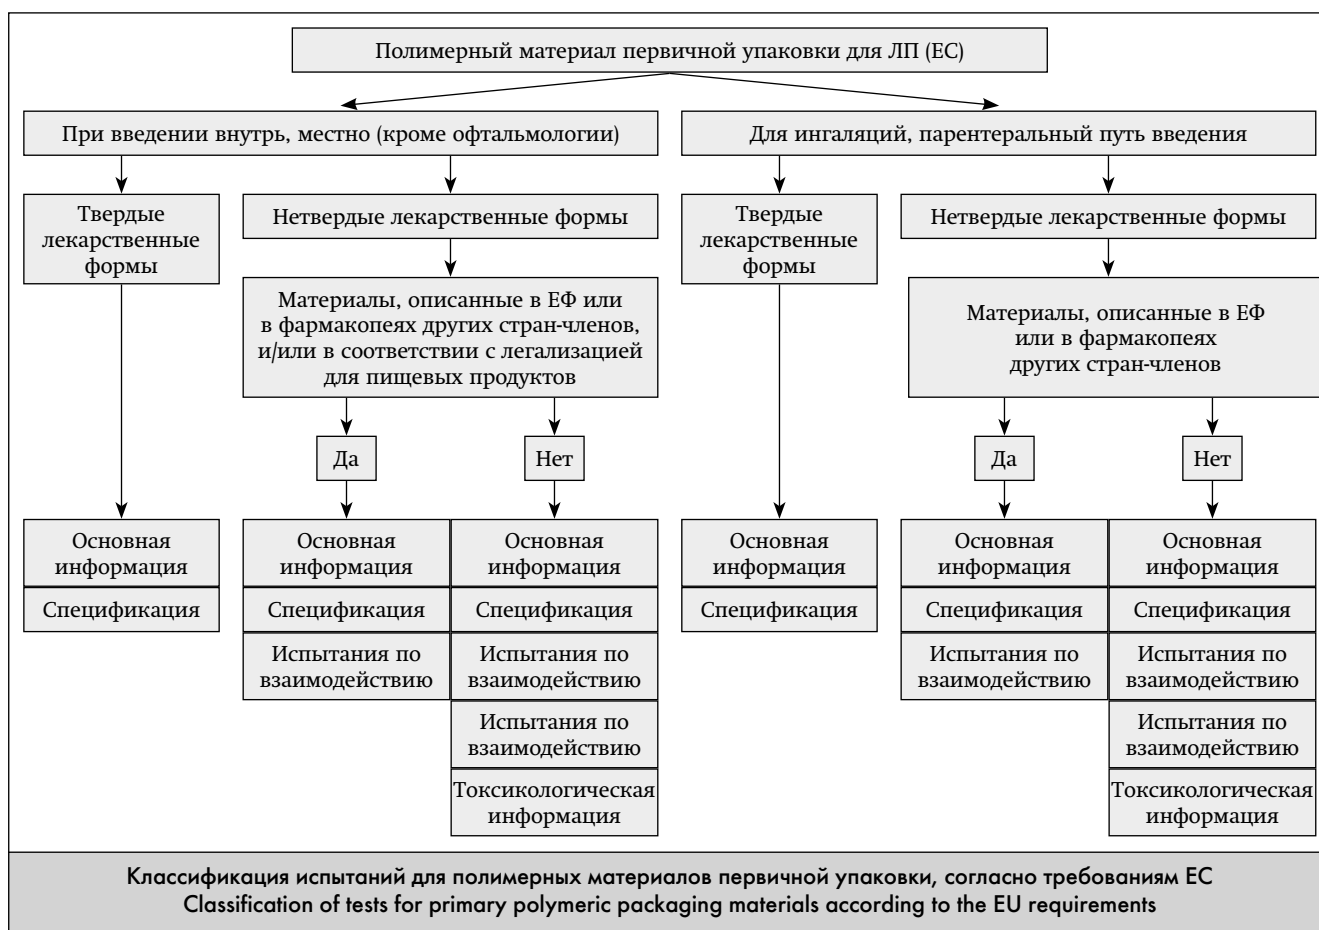 Полимерный материал первичной упаковки для ЛП (ЕС)
При введении внутрь, местно (кроме офтальмологии)
Для ингаляций, парентеральный путь введения
Твердые
лекарственные
формы
Нетвердые лекарственные формы
Твердые
лекарственные
формы
Нетвердые лекарственные формы
Материалы, описанные в ЕФ или
в фармакопеях других стран-членов,
и/или в соответствии с легализацией
для пищевых продуктов
Материалы, описанные в ЕФ
или в фармакопеях
других стран-членов
Да
Нет
Да
Нет
Основная
информация
Спецификация
Основная
информация
Спецификация
Испытания по
взаимодействию
Основная
информация
Спецификация
Испытания по
взаимодействию
Испытания по
взаимодействию
Токсикологическая
информация
Основная
информация
Спецификация
Основная
информация
Спецификация
Испытания по
взаимодействию
Основная
информация
Спецификация
Испытания по
взаимодействию
Испытания по
взаимодействию
Токсикологическая
информация
Классификация испытаний для полимерных материалов первичной упаковки, согласно требованиям ЕС
Classification of tests for primary polymeric packaging materials according to the EU requirements